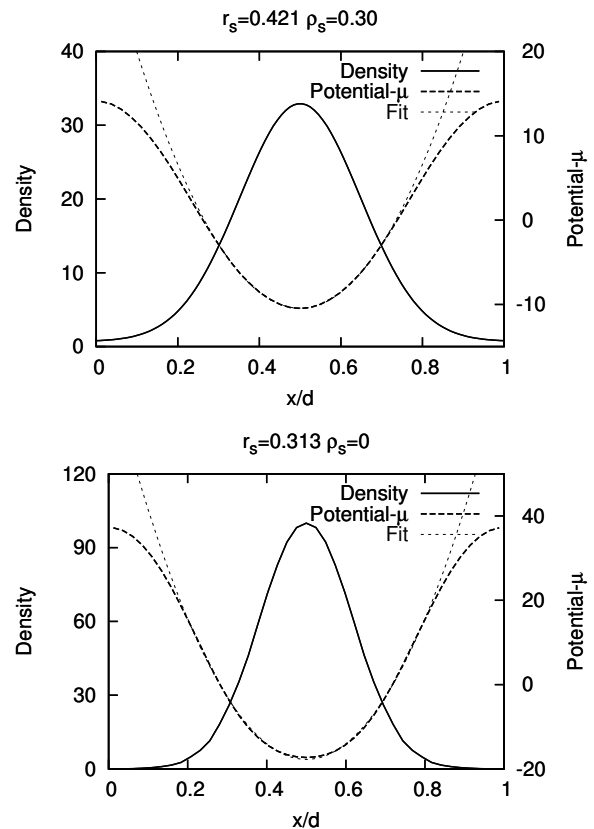 r_s=0.421 ρ_s=0.30
40
30
20
10
0
Density
20
10
0
-10
Potential-μ
Density
Potential-μ
Fit
0 0.2 0.4 0.6 0.8 1
x/d
r_s=0.313 ρ_s=0
120
90
60
30
0
Density
40
20
0
-20
Potential-μ
Density
Potential-μ
Fit
0 0.2 0.4 0.6 0.8 1
x/d